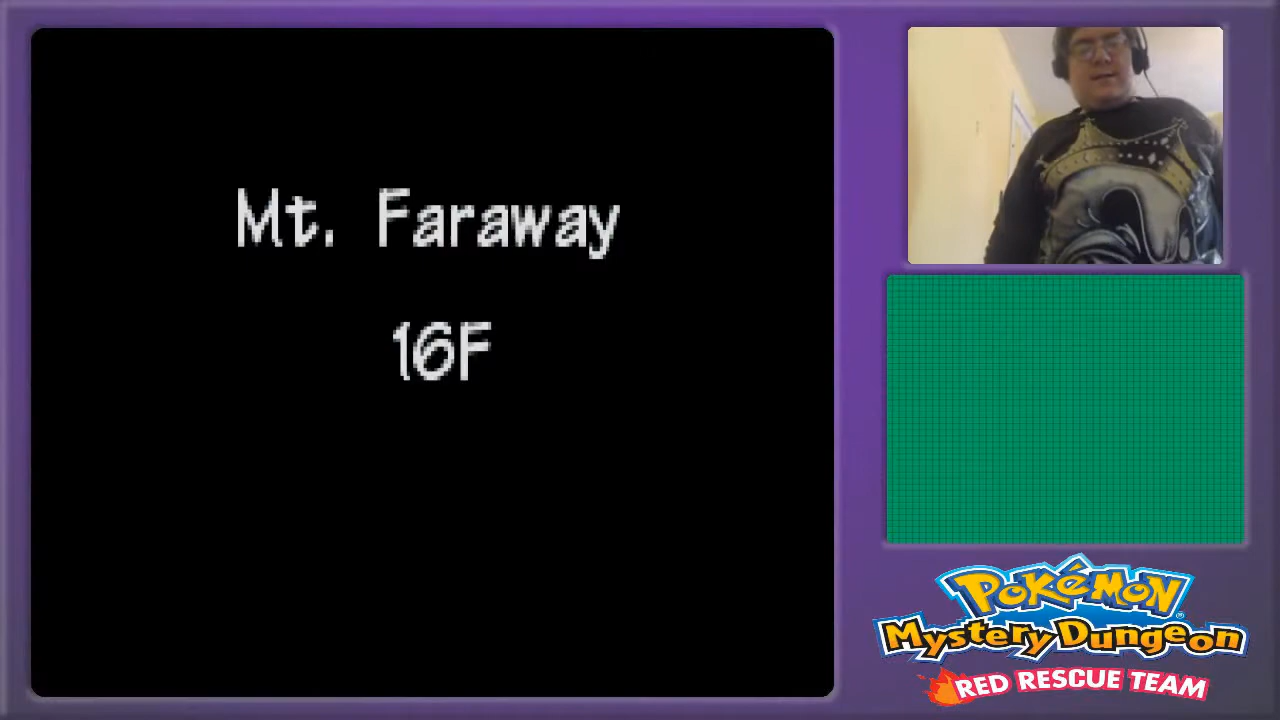 Mt. Faraway
16F
POKéMON
Mystery Dungeon
RED RESCUE TEAM